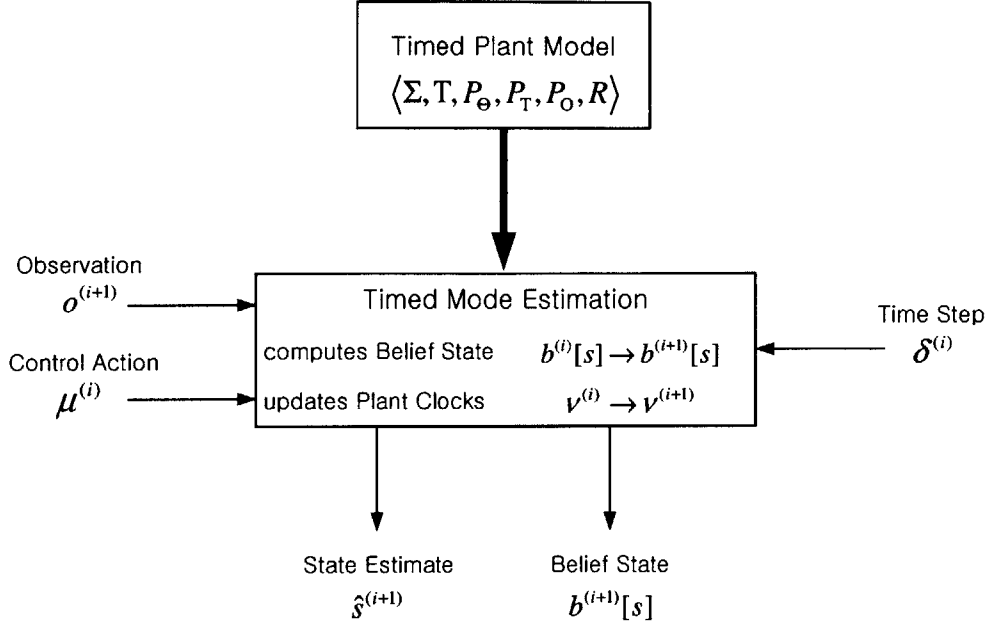 Timed Plant Model
⟨Σ, T, P_Θ, P_T, P_O, R⟩
Observation
o^(i+1)
Control Action
μ^(i)
Timed Mode Estimation
computes Belief State b^(i)[s] → b^(i+1)[s]
updates Plant Clocks ν^(i) → ν^(i+1)
Time Step
δ^(i)
State Estimate
ŝ^(i+1)
Belief State
b^(i+1)[s]